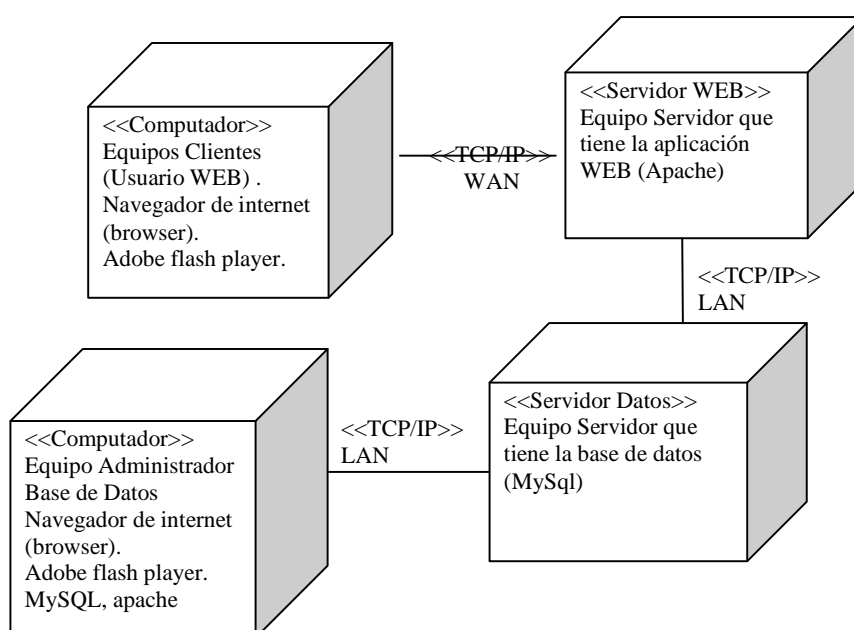 <<Computador>>
Equipos Clientes
(Usuario WEB) .
Navegador de internet
(browser).
Adobe flash player.
<<TCP/IP>>
WAN
<<Servidor WEB>>
Equipo Servidor que
tiene la aplicación
WEB (Apache)
<<TCP/IP>>
LAN
<<Servidor Datos>>
Equipo Servidor que
tiene la base de datos
(MySql)
<<TCP/IP>>
LAN
<<Computador>>
Equipo Administrador
Base de Datos
Navegador de internet
(browser).
Adobe flash player.
MySQL, apache